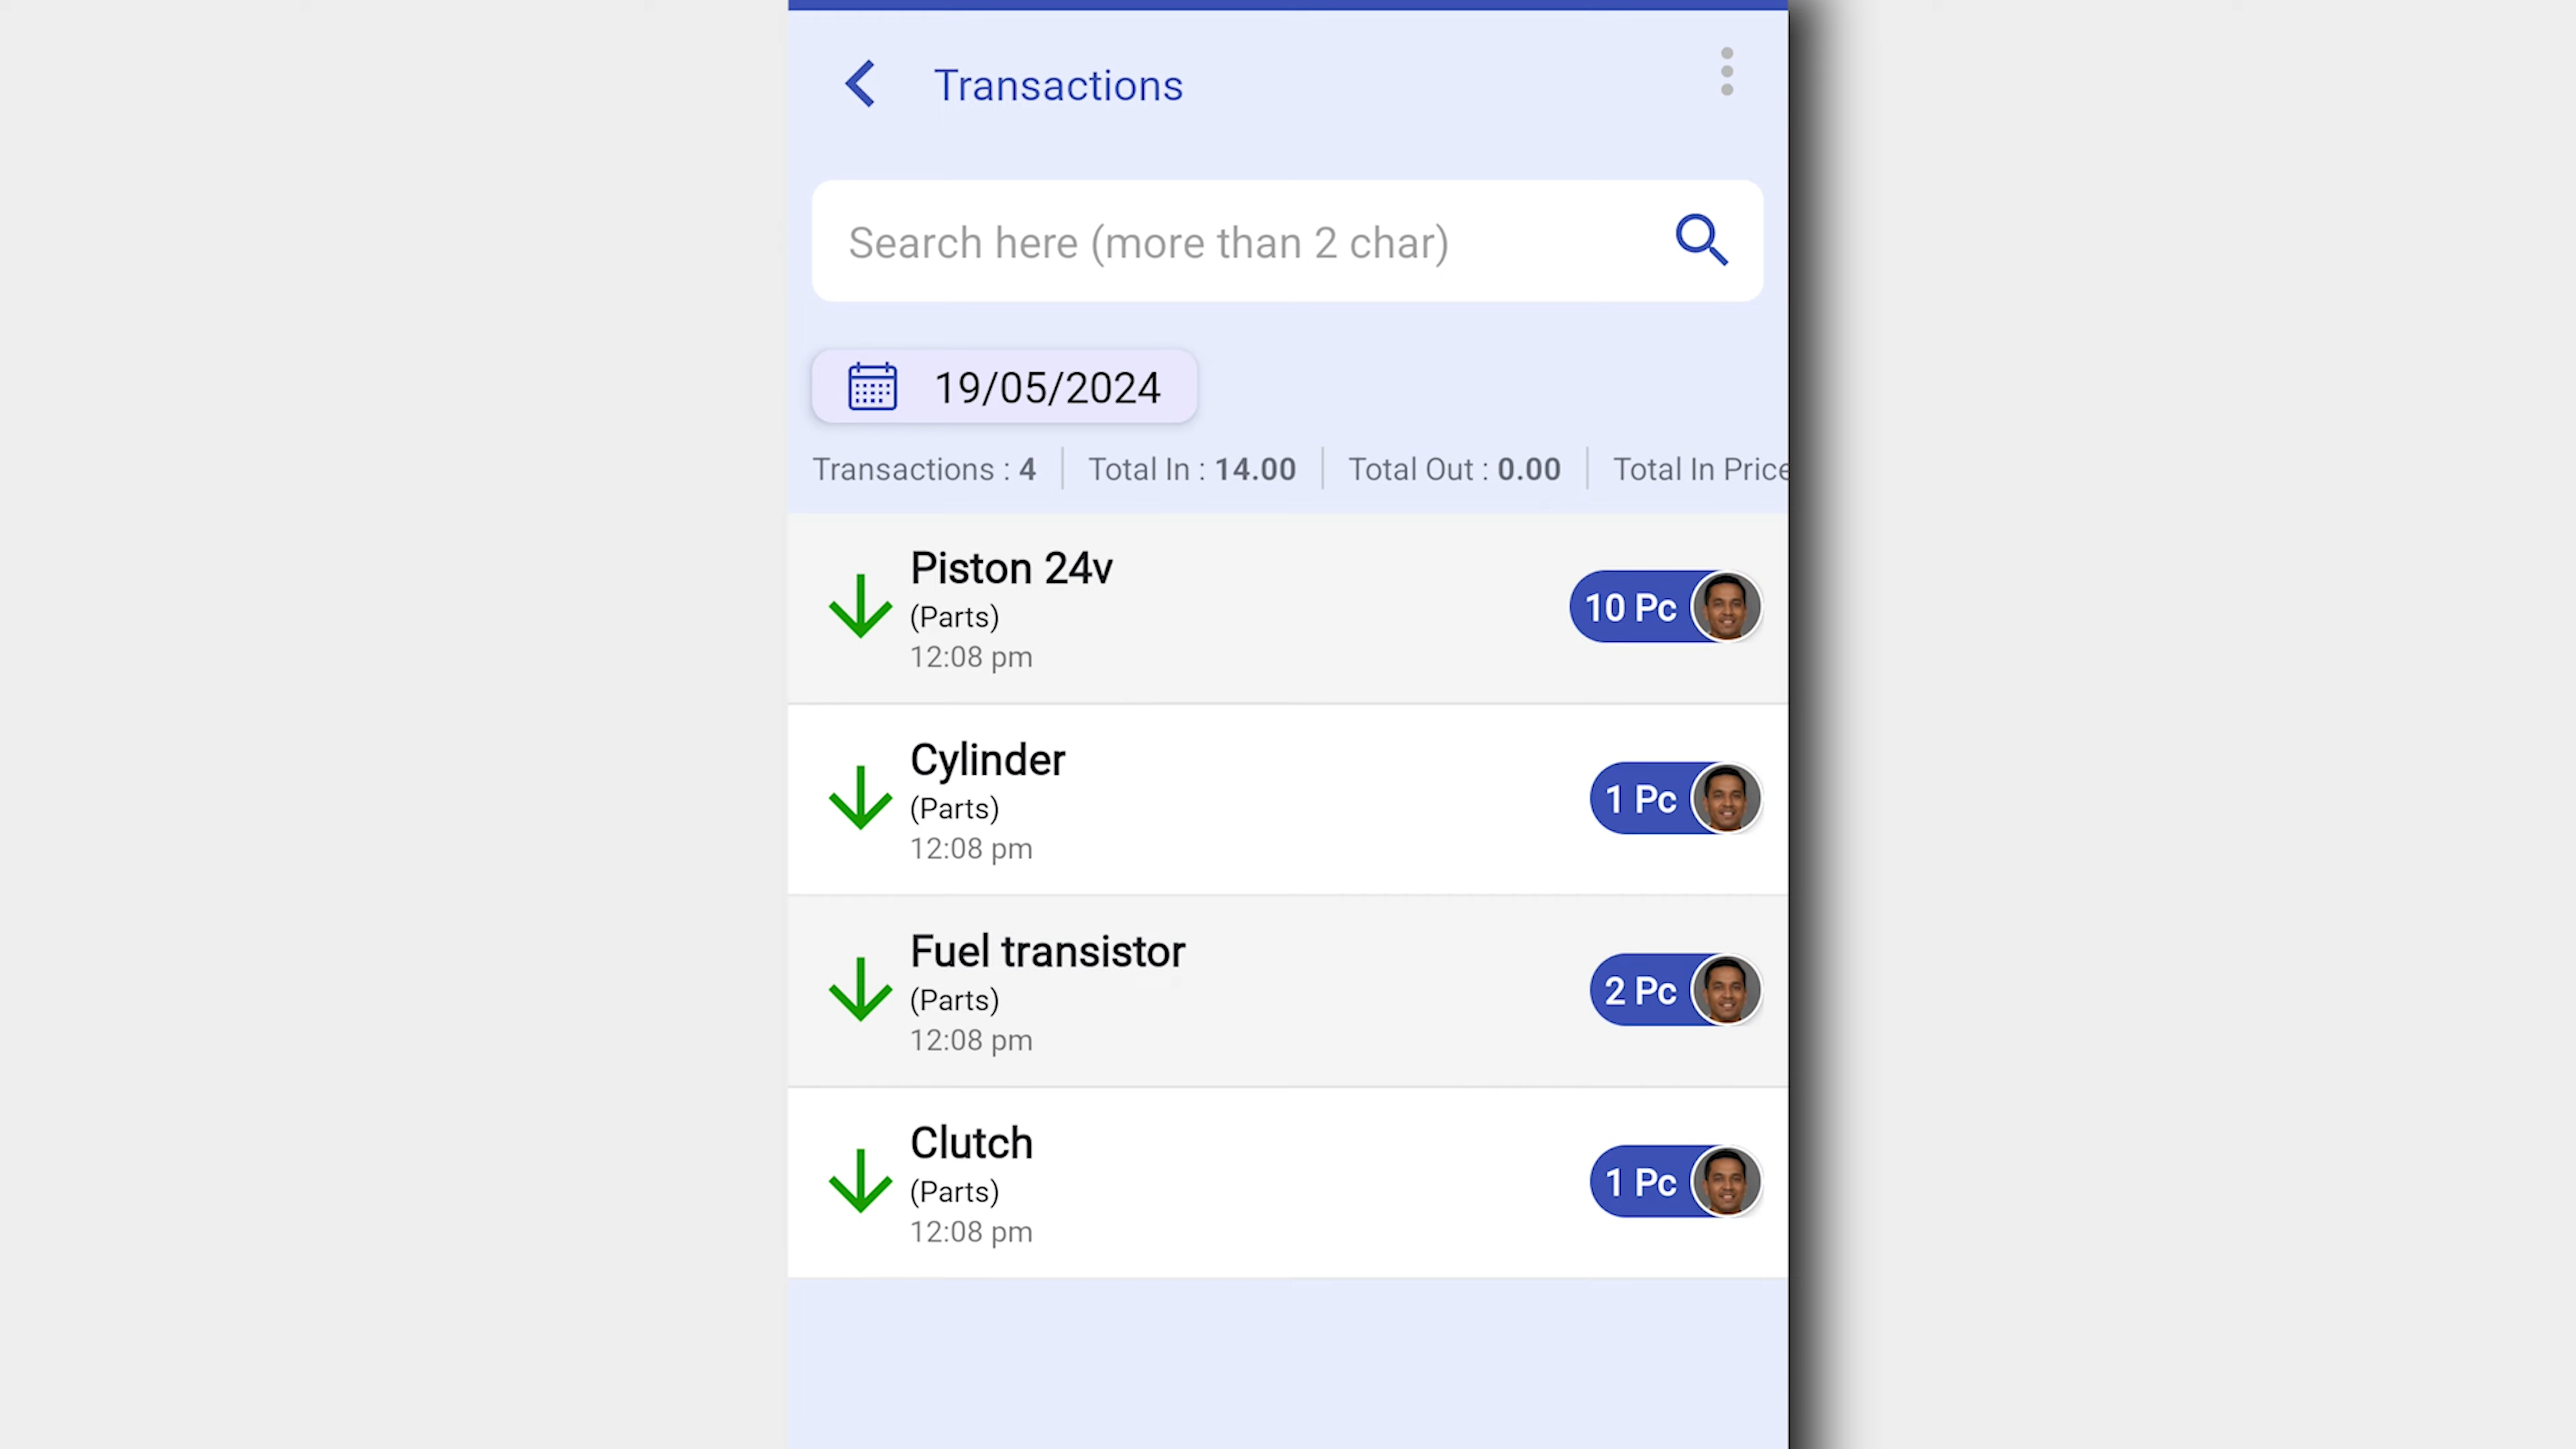 Transactions
Search here (more than 2 char)
19/05/2024
Transactions : 4 Total In : 14.00 Total Out : 0.00 Total In Price
Piston 24v
(Parts)
12:08 pm
10 Pc
Cylinder
(Parts)
12:08 pm
1 Pc
Fuel transistor
(Parts)
12:08 pm
2 Pc
Clutch
(Parts)
12:08 pm
1 Pc